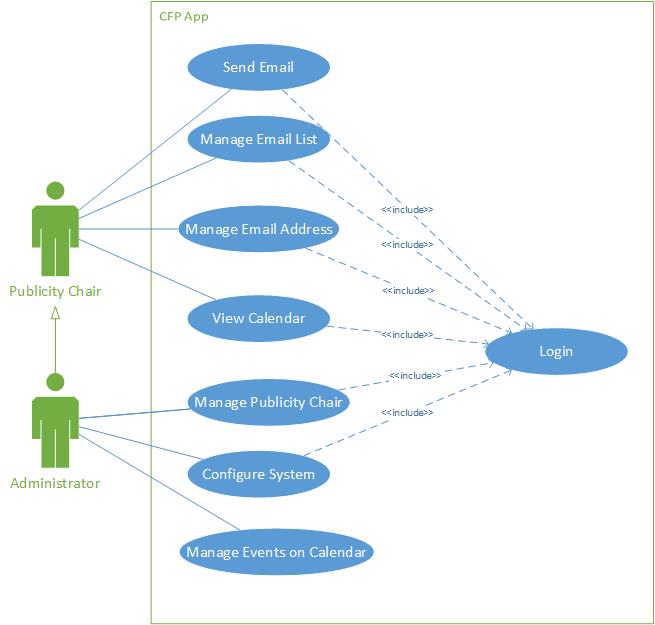 CFP App
Send Email
Manage Email List
<<include>>
Manage Email Address
<<include>>
Publicity Chair
<<include>>
View Calendar
<<include>>
Login
<<include>>
Manage Publicity Chair
<<include>>
Configure System
Administrator
Manage Events on Calendar